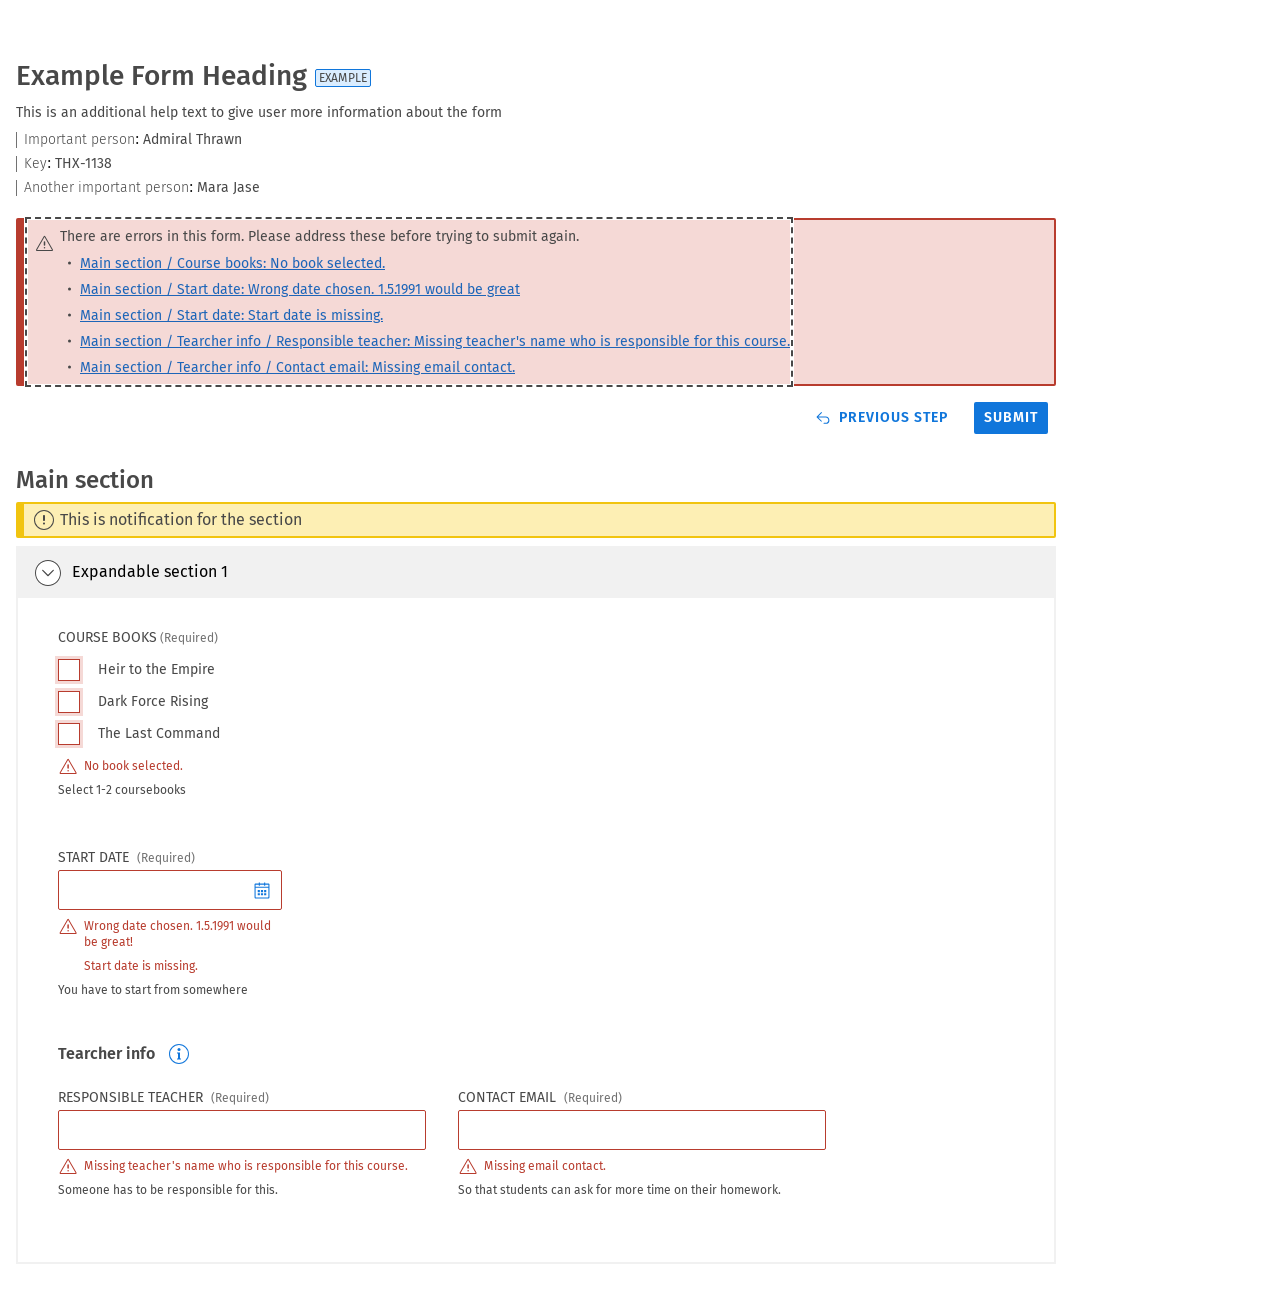 Example Form Heading EXAMPLE
This is an additional help text to give user more information about the form
Important person: Admiral Thrawn
Key: THX-1138
Another important person: Mara Jase
There are errors in this form. Please address these before trying to submit again.
• Main section / Course books: No book selected.
• Main section / Start date: Wrong date chosen. 1.5.1991 would be great
• Main section / Start date: Start date is missing.
• Main section / Tearcher info / Responsible teacher: Missing teacher's name who is responsible for this course.
• Main section / Tearcher info / Contact email: Missing email contact.
PREVIOUS STEP SUBMIT
Main section
This is notification for the section
Expandable section 1
COURSE BOOKS (Required)
Heir to the Empire
Dark Force Rising
The Last Command
No book selected.
Select 1-2 coursebooks
START DATE (Required)
Wrong date chosen. 1.5.1991 would
be great!
Start date is missing.
You have to start from somewhere
Tearcher info
RESPONSIBLE TEACHER (Required)
Missing teacher's name who is responsible for this course.
Someone has to be responsible for this.
CONTACT EMAIL (Required)
Missing email contact.
So that students can ask for more time on their homework.